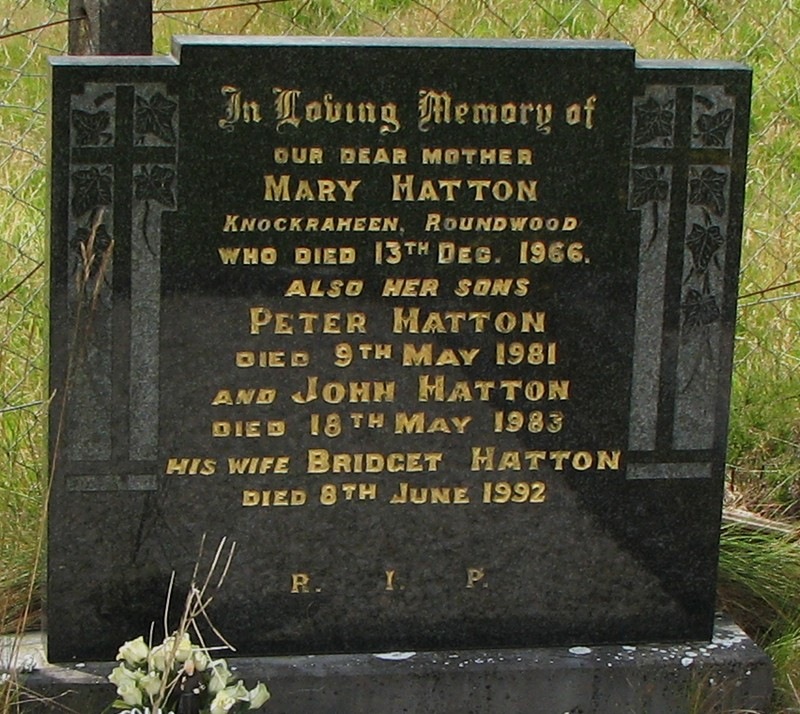 In Loving Memory of
OUR DEAR MOTHER
MARY HATTON
KNOCKRAHEEN, ROUNDWOOD
WHO DIED 13TH DEC. 1966.
ALSO HER SONS
PETER HATTON
DIED 9TH MAY 1981
AND JOHN HATTON
DIED 18TH MAY 1983
HIS WIFE BRIDGET HATTON
DIED 8TH JUNE 1992
R. I. P.